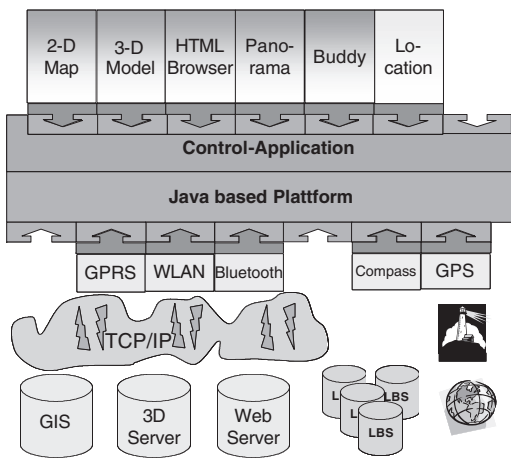 2-D
Map
3-D
Model
HTML
Browser
Pano-
rama
Buddy
Lo-
cation
Control-Application
Java based Plattform
GPRS
WLAN
Bluetooth
Compass
GPS
TCP/IP
GIS
3D
Server
Web
Server
LBS
LBS